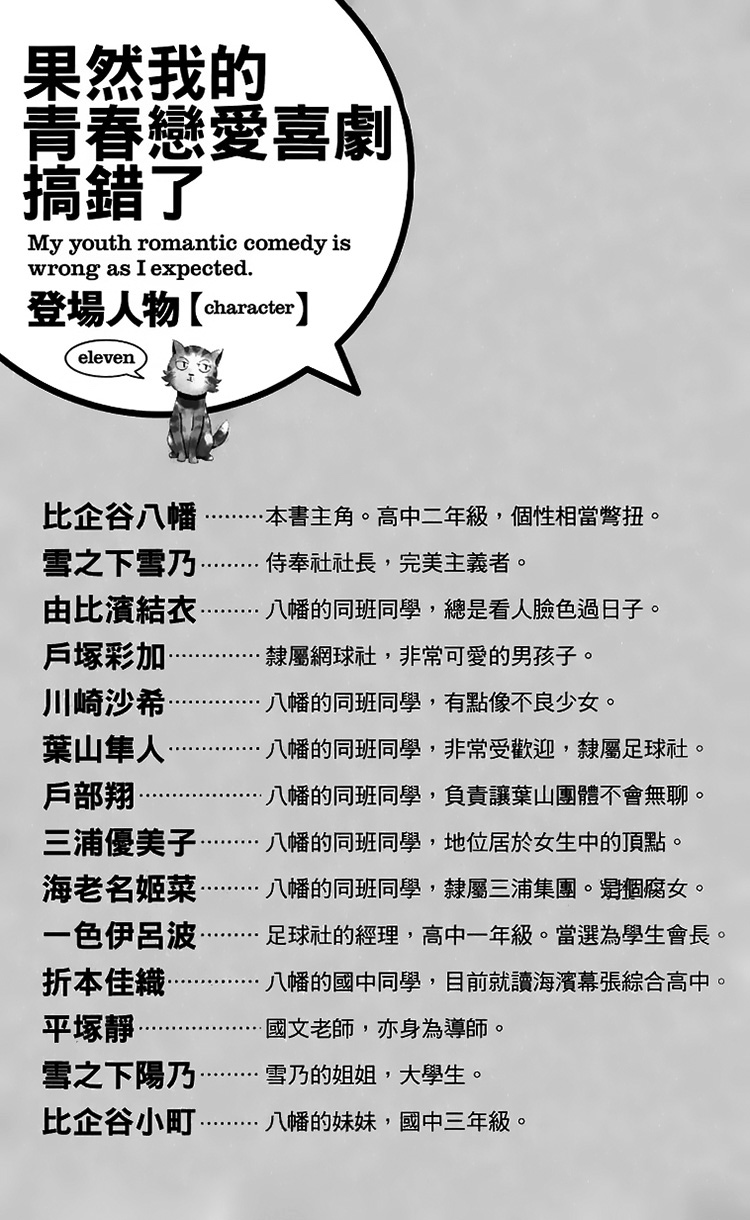 果然我的
青春戀愛喜劇
搞錯了
My youth romantic comedy is
wrong as I expected.
登場人物【character】
eleven
比企谷八幡………本書主角。高中二年級，個性相當彆扭。
雪之下雪乃………侍奉社社長，完美主義者。
由比濱結衣………八幡的同班同學，總是看人臉色過日子。
戶塚彩加…………隸屬網球社，非常可愛的男孩子。
川崎沙希…………八幡的同班同學，有點像不良少女。
葉山隼人…………八幡的同班同學，非常受歡迎，隸屬足球社。
戶部翔………………八幡的同班同學，負責讓葉山團體不會無聊。
三浦優美子………八幡的同班同學，地位居於女生中的頂點。
海老名姬菜………八幡的同班同學，隸屬三浦集團。是個腐女。
一色伊呂波………足球社的經理，高中一年級。當選為學生會長。
折本佳織…………八幡的國中同學，目前就讀海濱幕張綜合高中。
平塚靜………………國文老師，亦身為導師。
雪之下陽乃………雪乃的姐姐，大學生。
比企谷小町………八幡的妹妹，國中三年級。